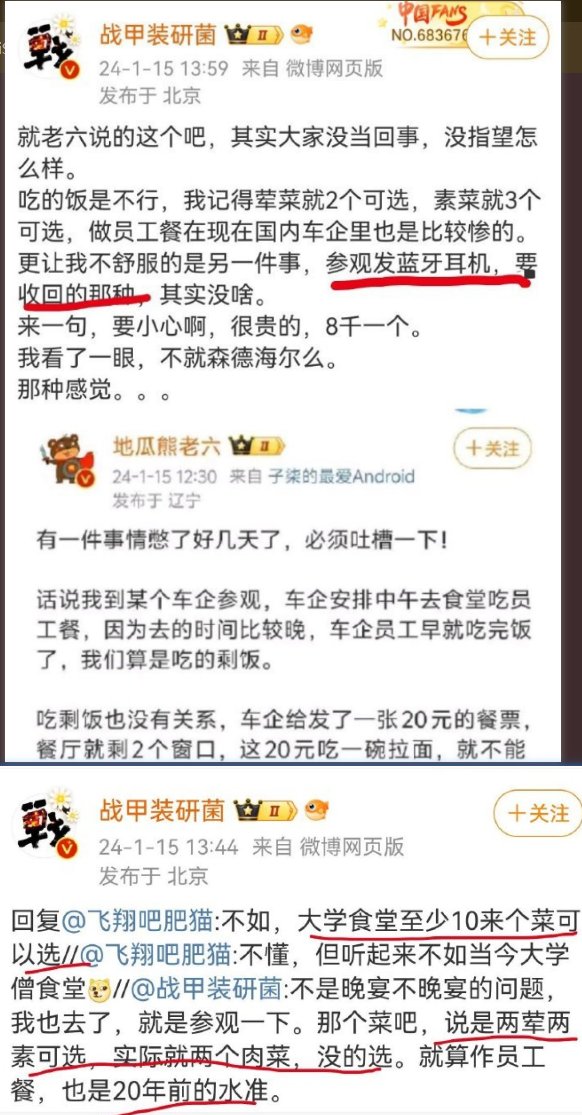 战甲装研菌 II
中国FANS
NO.683676
+关注
24-1-15 13:59 来自 微博网页版
发布于 北京
就老六说的这个吧，其实大家没当回事，没指望怎
么样。
吃的饭是不行，我记得荤菜就2个可选，素菜就3个
可选，做员工餐在现在国内车企里也是比较惨的。
更让我不舒服的是另一件事，参观发蓝牙耳机，要
收回的那种，其实没啥。
来一句，要小心啊，很贵的，8千一个。
我看了一眼，不就森德海尔么。
那种感觉。。。
地瓜熊老六 II
+关注
24-1-15 12:30 来自 子柒的最爱Android
发布于 辽宁
有一件事情憋了好几天了，必须吐槽一下!
话说我到某个车企参观，车企安排中午去食堂吃员
工餐，因为去的时间比较晚，车企员工早就吃完饭
了，我们算是吃的剩饭。
吃剩饭也没有关系，车企给发了一张20元的餐票，
餐厅就剩2个窗口，这20元吃一碗拉面，就不能
战甲装研菌 II
+关注
24-1-15 13:44 来自 微博网页版
发布于 北京
回复@飞翔吧肥猫:不如，大学食堂至少10来个菜可
以选//@飞翔吧肥猫:不懂，但听起来不如当今大学
僧食堂//@战甲装研菌:不是晚宴不晚宴的问题，
我也去了，就是参观一下。那个菜吧，说是两荤两
素可选，实际就两个肉菜，没的选。就算作员工
餐，也是20年前的水准。